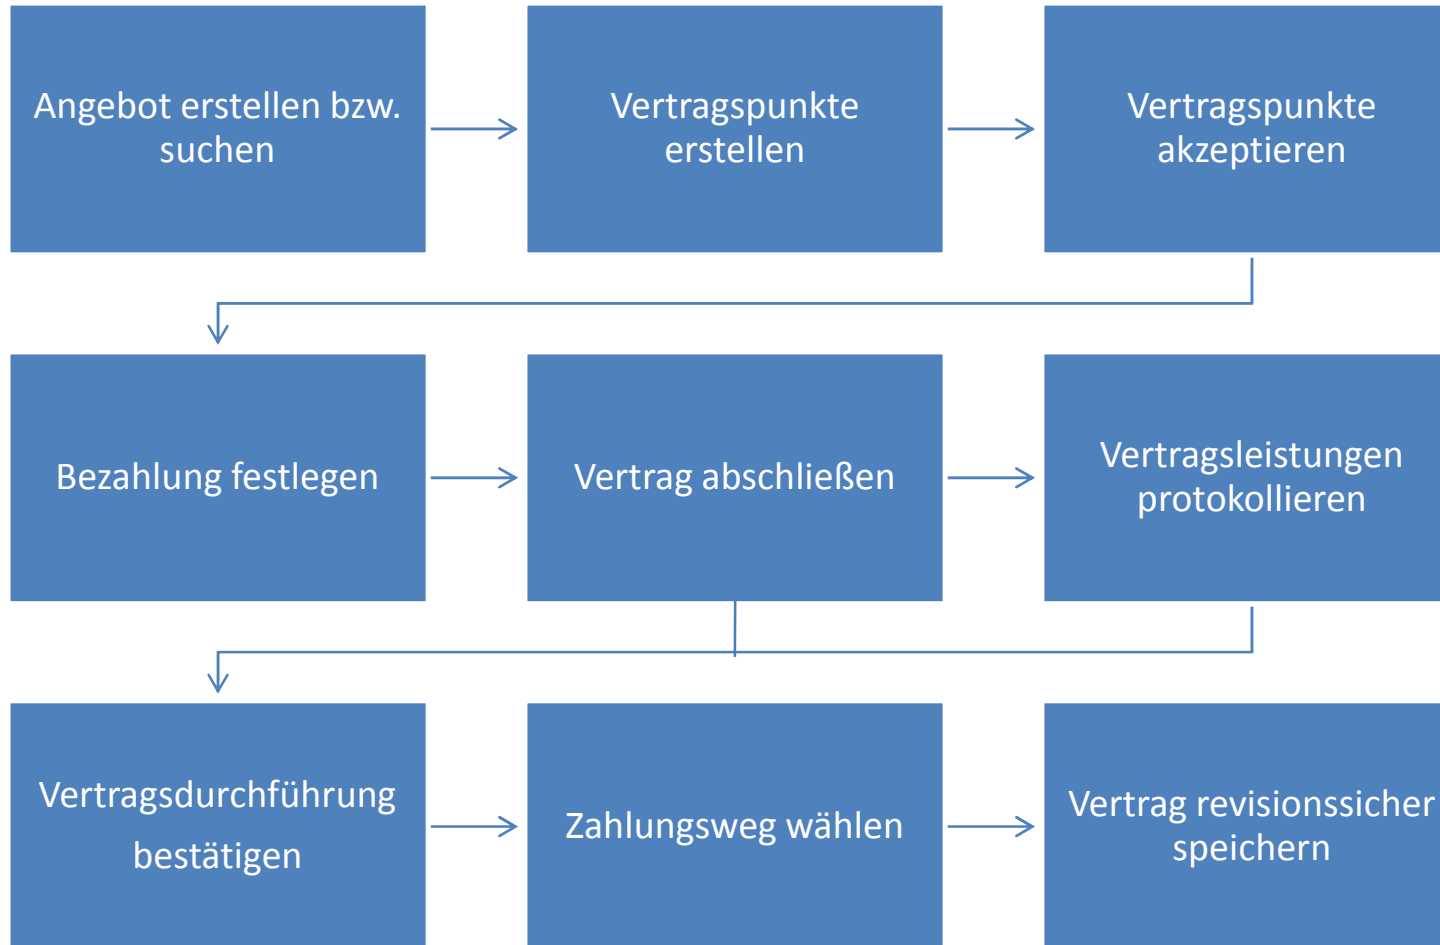 Angebot erstellen bzw.
suchen
Vertragspunkte
erstellen
Vertragspunkte
akzeptieren
Bezahlung festlegen
Vertrag abschließen
Vertragsleistungen
protokollieren
Vertragsdurchführung
bestätigen
Zahlungsweg wählen
Vertrag revisionssicher
speichern